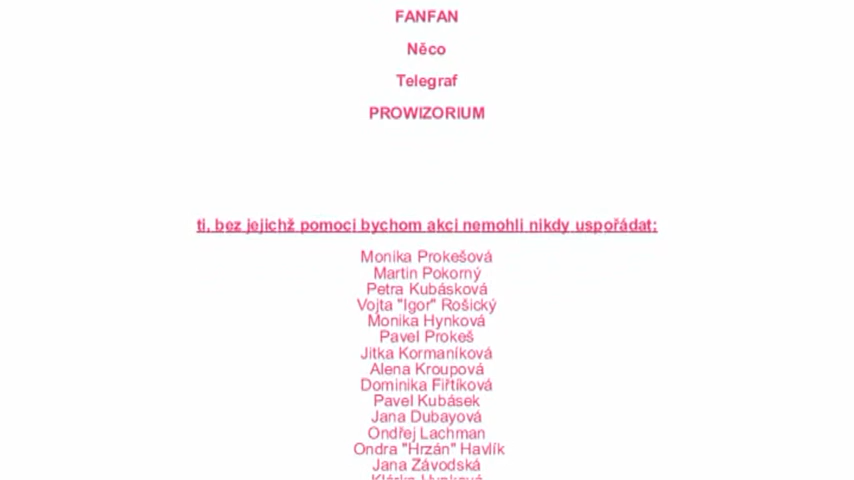 FANFAN
Něco
Telegraf
PROWIZORIUM
ti, bez jejichž pomoci bychom akci nemohli nikdy uspořádat:
Monika Prokešová
Martin Pokorný
Petra Kubásková
Vojta "Igor" Rošický
Monika Hynková
Pavel Prokeš
Jitka Kormaníková
Alena Kroupová
Dominika Fiřtíková
Pavel Kubásek
Jana Dubayová
Ondřej Lachman
Ondra "Hrzán" Havlík
Jana Závodská